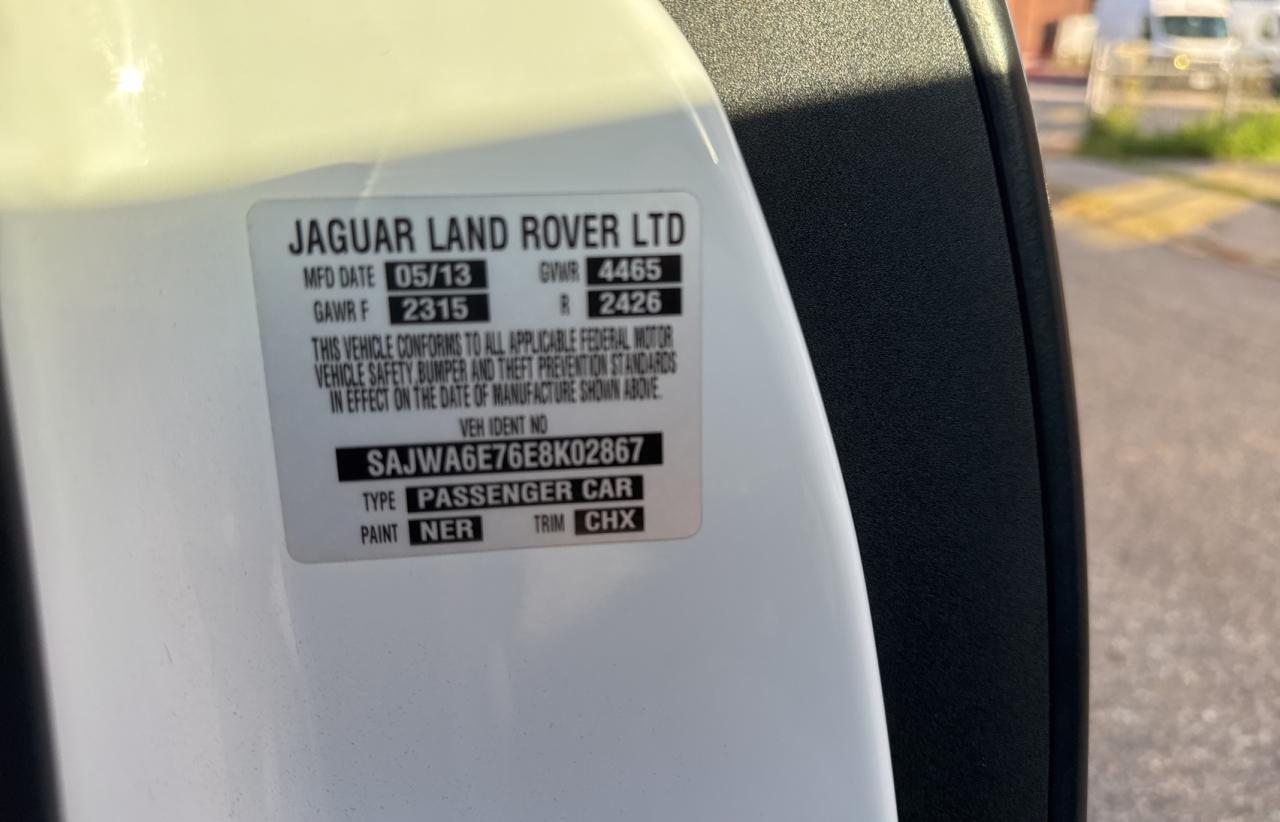 JAGUAR LAND ROVER LTD
MFD DATE 05/13 GVWR 4465
GAWR F 2315 R 2426
THIS VEHICLE CONFORMS TO ALL APPLICABLE FEDERAL MOTOR
VEHICLE SAFETY,BUMPER AND THEFT PREVENTION STANDARDS
IN EFFECT ON THE DATE OF MANUFACTURE SHOWN ABOVE.
VEH IDENT NO
SAJWA6E76E8K02867
TYPE PASSENGER CAR
PAINT NER TRIM CHX